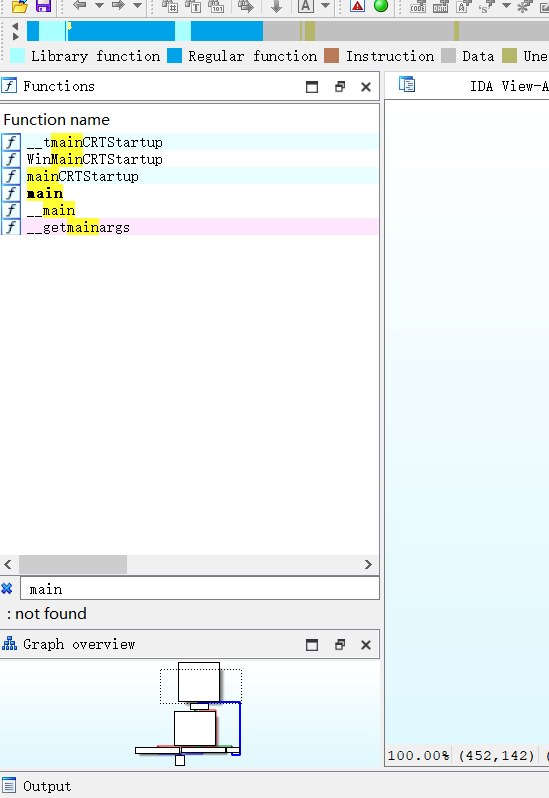 Library function Regular function Instruction Data Une
Functions
IDA View-A
Function name
__tmainCRTStartup
WinMainCRTStartup
mainCRTStartup
main
__main
__getmainargs
main
: not found
Graph overview
100.00% (452,142) (
Output